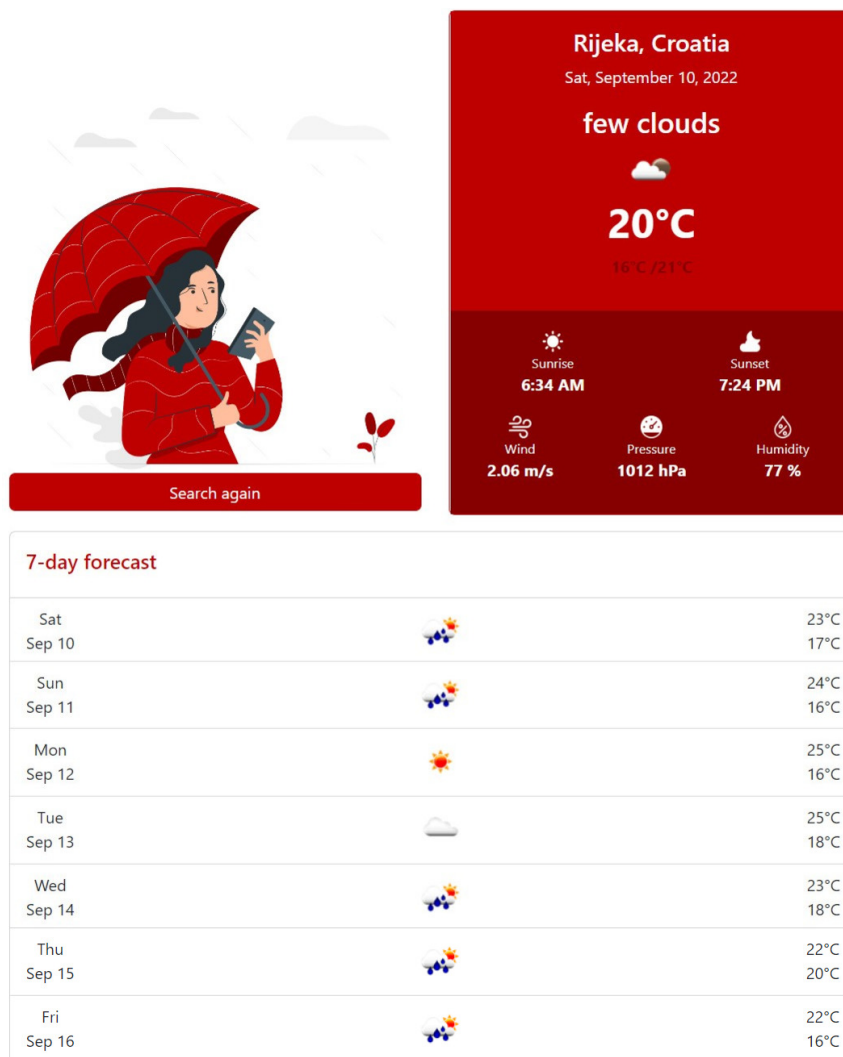 Rijeka, Croatia
Sat, September 10, 2022
few clouds
20°C
16°C /21°C
Sunrise
6:34 AM
Sunset
7:24 PM
Wind
2.06 m/s
Pressure
1012 hPa
Humidity
77 %
Search again
7-day forecast
Sat
Sep 10
23°C
17°C
Sun
Sep 11
24°C
16°C
Mon
Sep 12
25°C
16°C
Tue
Sep 13
25°C
18°C
Wed
Sep 14
23°C
18°C
Thu
Sep 15
22°C
20°C
Fri
Sep 16
22°C
16°C